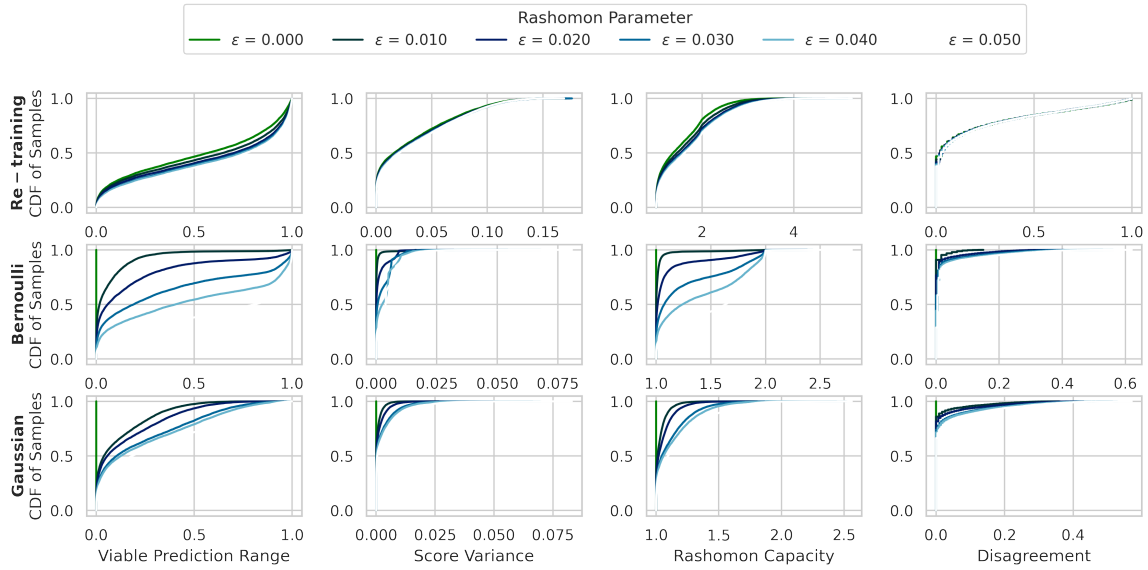 Rashomon Parameter
ε = 0.000 ε = 0.010 ε = 0.020 ε = 0.030 ε = 0.040 ε = 0.050
Re − training
CDF of Samples
1.0
0.5
0.0
1.0
0.5
0.0
1.0
0.5
0.0
1.0
0.5
0.0
0.0 0.5 1.0
0.00 0.05 0.10 0.15
2 4
0.0 0.5 1.0
Bernoulli
CDF of Samples
1.0
0.5
0.0
1.0
0.5
0.0
1.0
0.5
0.0
1.0
0.5
0.0
0.0 0.5 1.0
0.000 0.025 0.050 0.075
1.0 1.5 2.0 2.5
0.0 0.2 0.4 0.6
Gaussian
CDF of Samples
1.0
0.5
0.0
1.0
0.5
0.0
1.0
0.5
0.0
1.0
0.5
0.0
0.0 0.5 1.0
0.000 0.025 0.050 0.075
1.0 1.5 2.0 2.5
0.0 0.2 0.4
Viable Prediction Range
Score Variance
Rashomon Capacity
Disagreement